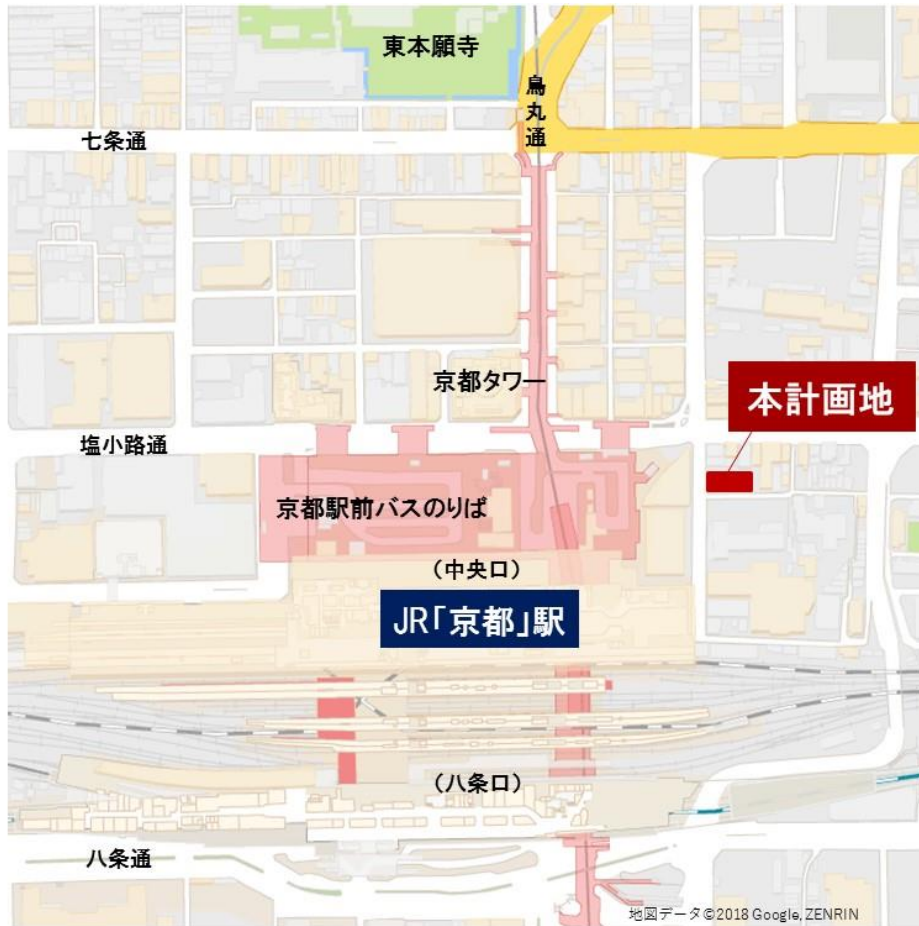 東本願寺
烏丸通
七条通
京都タワー
本計画地
塩小路通
京都駅前バスのりば
(中央口)
JR「京都」駅
(八条口)
八条通
地図データ©2018 Google, ZENRIN